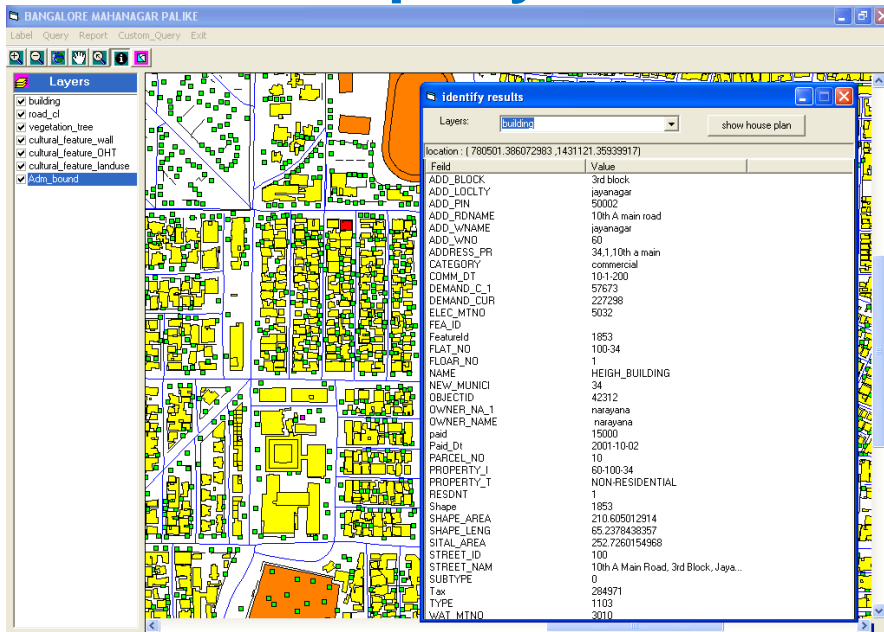 BANGALORE MAHANAGAR PALIKE
Label Query Report Custom_Query Exit
Layers
building
road_cl
vegetation_tree
cultural_feature_wall
cultural_feature_OHT
cultural_feature_landuse
Adm_bound
identify results
Layers: building show house plan
location : ( 780501.386072983 ,1431121.35939917)
Feild Value
ADD_BLOCK 3rd block
ADD_LOCLTY jayanagar
ADD_PIN 50002
ADD_RDNAME 10th A main road
ADD_WNAME jayanagar
ADD_WNO 60
ADDRESS_PR 34,1,10th a main
CATEGORY commercial
COMM_DT 10-1-200
DEMAND_C_1 57673
DEMAND_CUR 227298
ELEC_MTNO 5032
FEA_ID
FeatureId 1853
FLAT_NO 100-34
FLOAR_NO 1
NAME HEIGH_BUILDING
NEW_MUNICI 34
OBJECTID 42312
OWNER_NA_1 narayana
OWNER_NAME narayana
paid 15000
Paid_Dt 2001-10-02
PARCEL_NO 10
PROPERTY_I 60-100-34
PROPERTY_T NON-RESIDENTIAL
RESDNT 1
Shape 1853
SHAPE_AREA 210.605012914
SHAPE_LENG 65.2378438357
SITAL_AREA 252.7260154968
STREET_ID 100
STREET_NAM 10th A Main Road, 3rd Block, Jaya...
SUBTYPE 0
Tax 284971
TYPE 1103
WAT_MTNO 3010